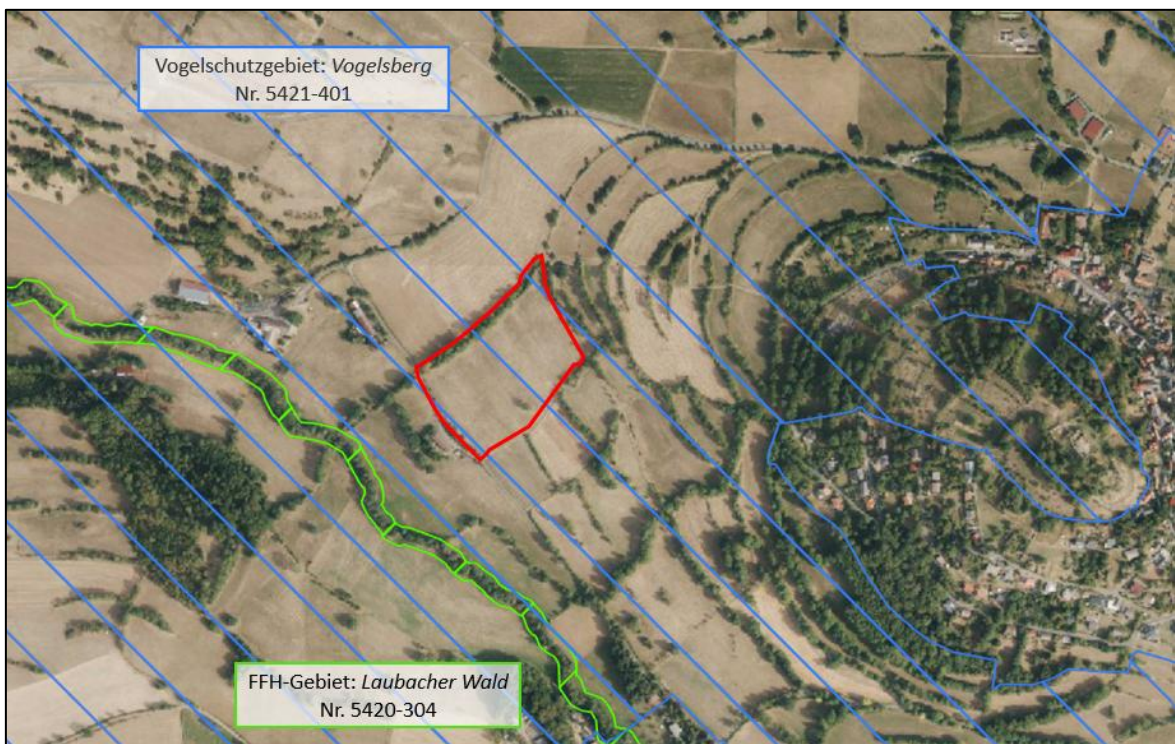 Vogelschutzgebiet: Vogelsberg
Nr. 5421-401
FFH-Gebiet: Laubacher Wald
Nr. 5420-304